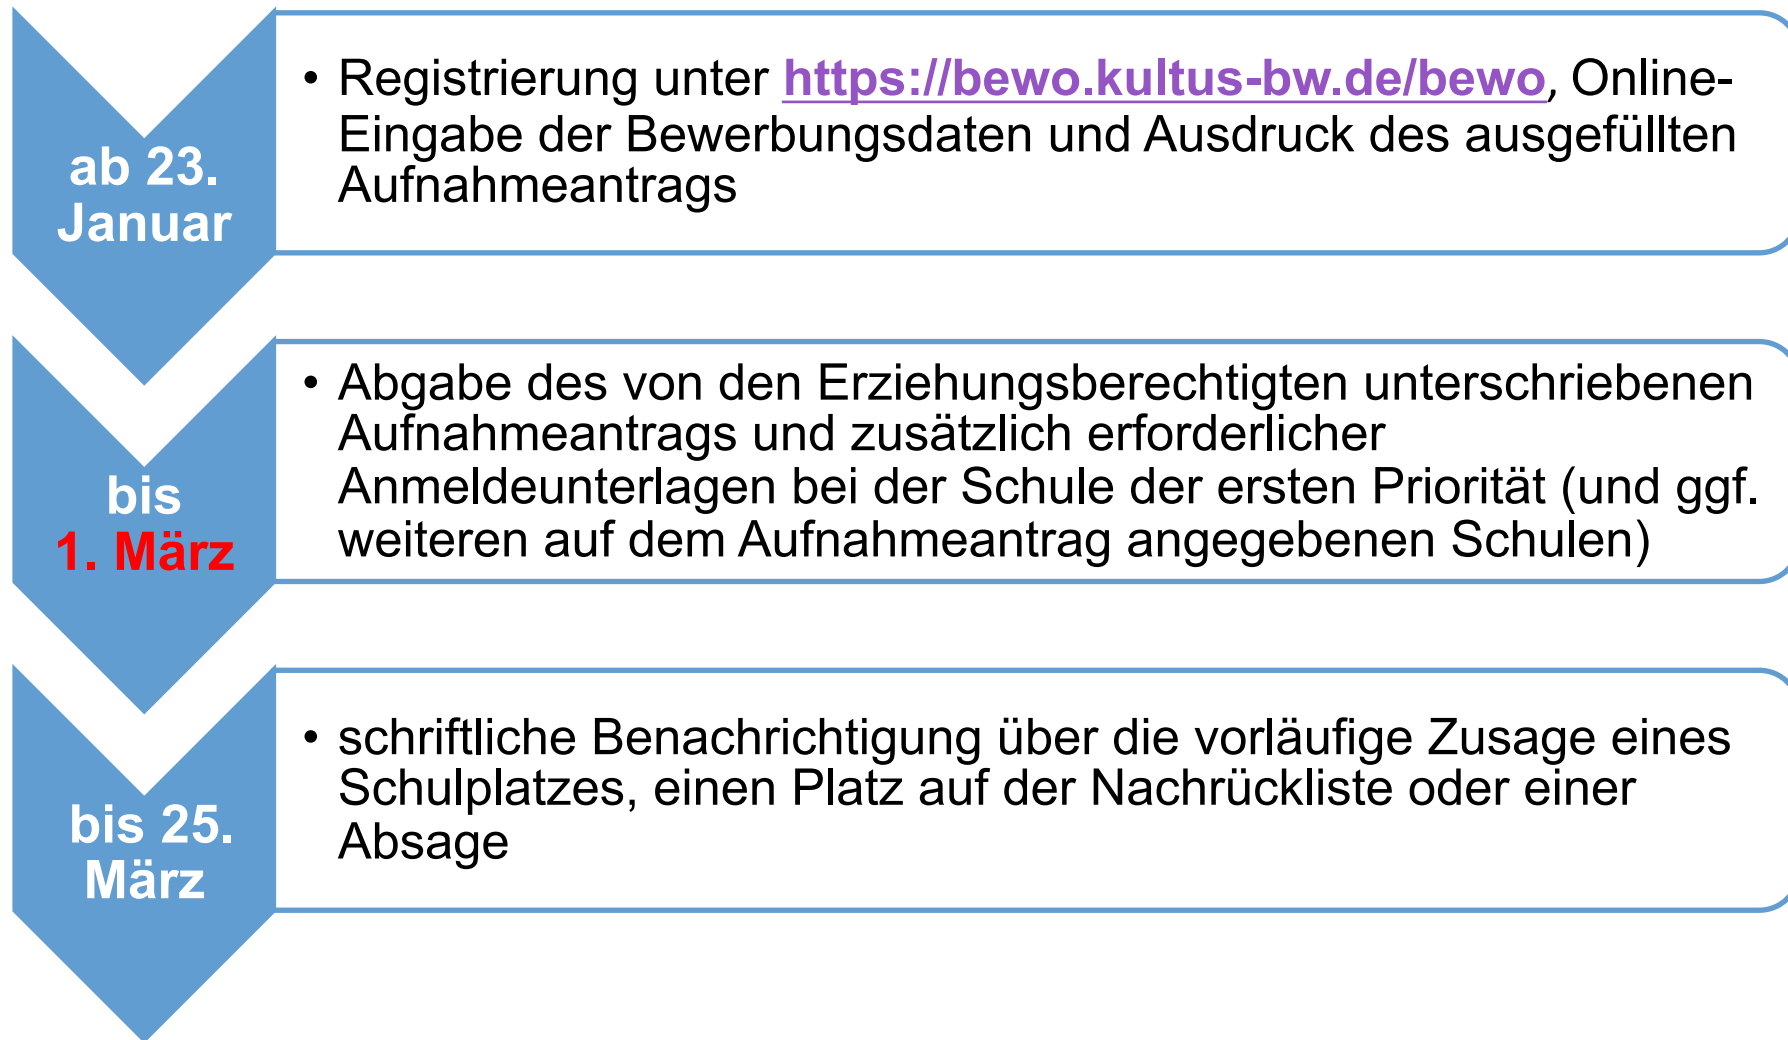 ab 23.
Januar
• Registrierung unter https://bewo.kultus-bw.de/bewo, Online-
Eingabe der Bewerbungsdaten und Ausdruck des ausgefüllten
Aufnahmeantrags
bis
1. März
• Abgabe des von den Erziehungsberechtigten unterschriebenen
Aufnahmeantrags und zusätzlich erforderlicher
Anmeldeunterlagen bei der Schule der ersten Priorität (und ggf.
weiteren auf dem Aufnahmeantrag angegebenen Schulen)
bis 25.
März
• schriftliche Benachrichtigung über die vorläufige Zusage eines
Schulplatzes, einen Platz auf der Nachrückliste oder einer
Absage